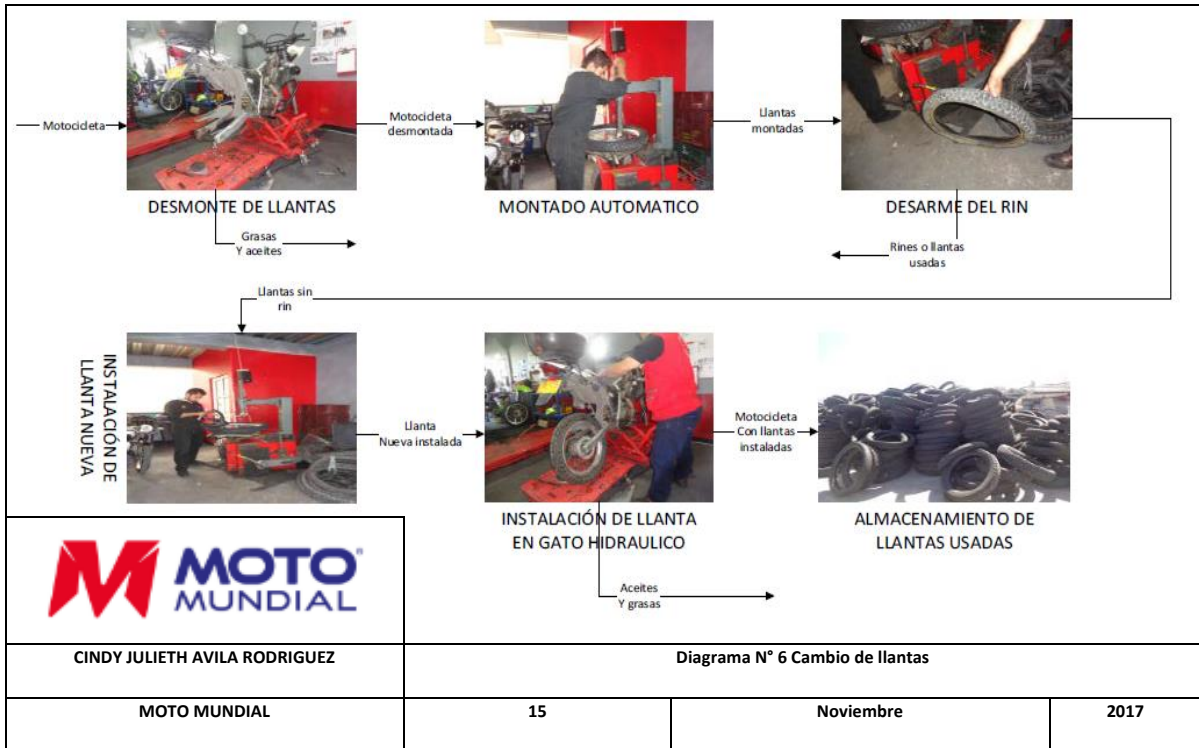 Motocicleta
Motocicleta
desmontada
Llantas
montadas
DESMONTE DE LLANTAS
MONTADO AUTOMATICO
DESARME DEL RIN
Grasas
Y aceites
Rines o llantas
usadas
Llantas sin
rin
INSTALACIÓN DE
LLANTA NUEVA
Llanta
Nueva instalada
Motocicleta
Con llantas
instaladas
INSTALACIÓN DE LLANTA
EN GATO HIDRAULICO
ALMACENAMIENTO DE
LLANTAS USADAS
Aceites
Y grasas
M MOTO®
MUNDIAL
CINDY JULIETH AVILA RODRIGUEZ
Diagrama N° 6 Cambio de llantas
MOTO MUNDIAL
15
Noviembre
2017